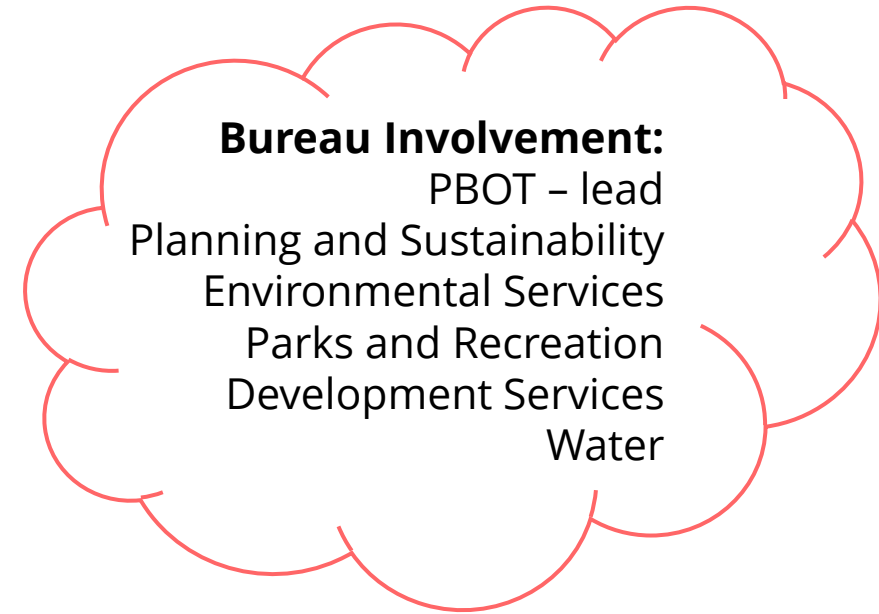 Bureau Involvement:
PBOT – lead
Planning and Sustainability
Environmental Services
Parks and Recreation
Development Services
Water